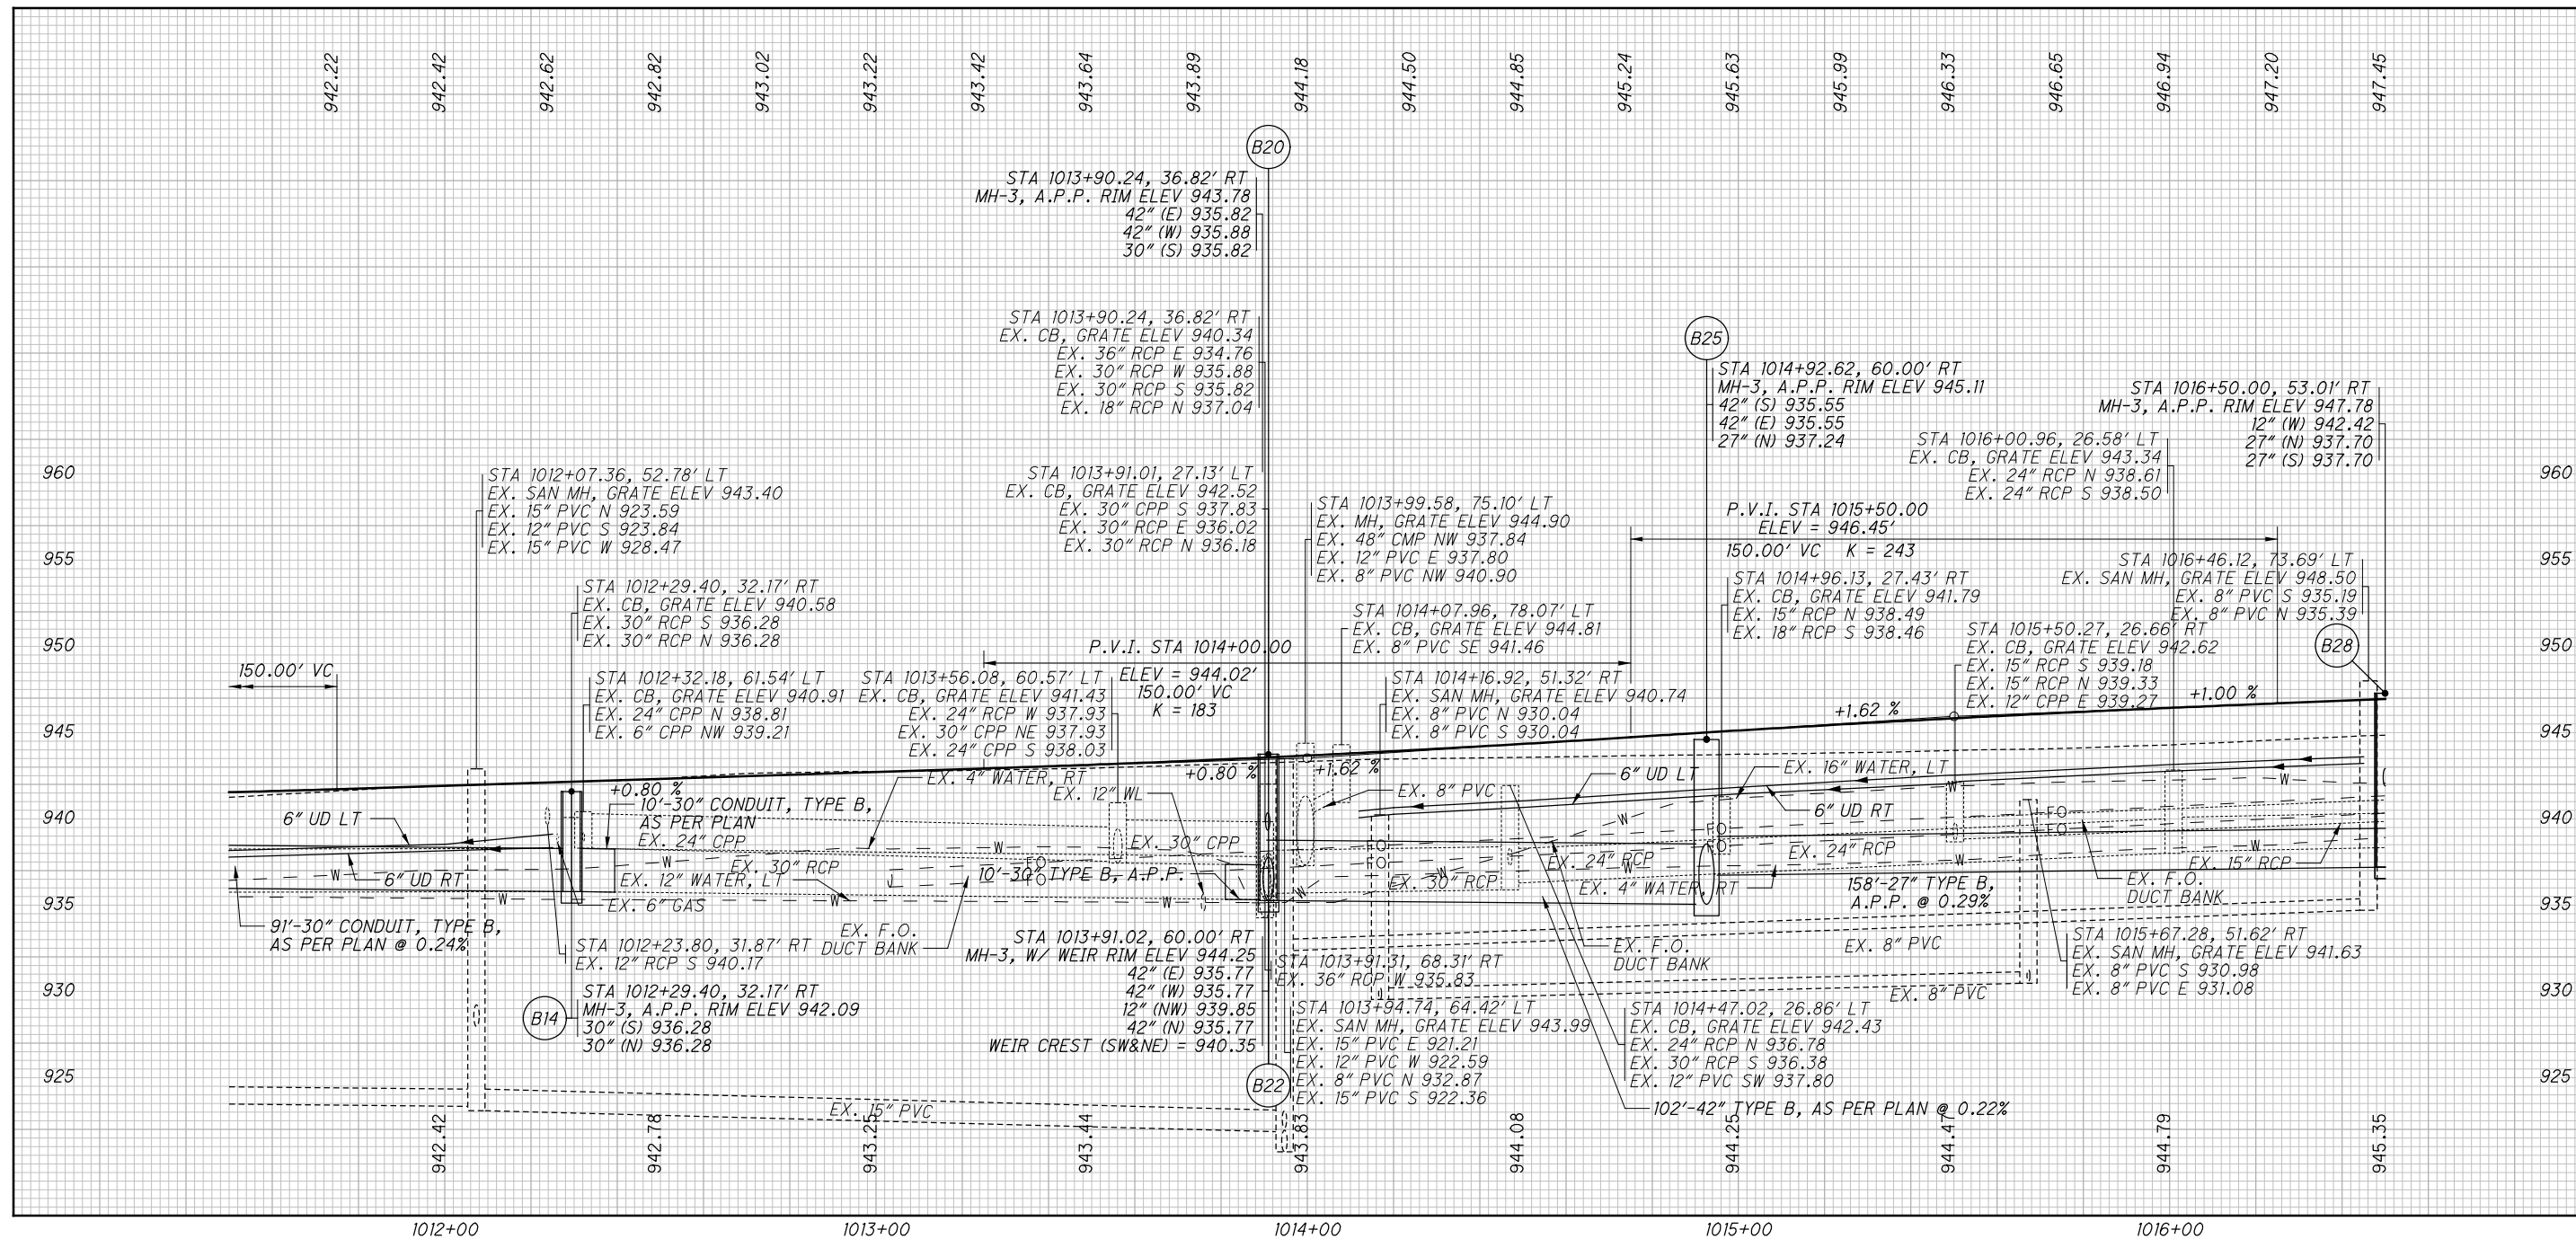 942.22
942.42
942.62
942.82
943.02
943.22
943.42
943.64
943.89
944.18
944.50
944.85
945.24
945.63
945.99
946.33
946.65
946.94
947.20
947.45
B20
STA 1013+90.24, 36.82' RT
MH-3, A.P.P. RIM ELEV 943.78
42" (E) 935.82
42" (W) 935.88
30" (S) 935.82
STA 1013+90.24, 36.82' RT
EX. CB, GRATE ELEV 940.34
EX. 36" RCP E 934.76
EX. 30" RCP W 935.88
EX. 30" RCP S 935.82
EX. 18" RCP N 937.04
B25
STA 1014+92.62, 60.00' RT
MH-3, A.P.P. RIM ELEV 945.11
42" (S) 935.55
42" (E) 935.55
27" (N) 937.24
STA 1016+50.00, 53.01' RT
MH-3, A.P.P. RIM ELEV 947.78
12" (W) 942.42
27" (N) 937.70
27" (S) 937.70
STA 1016+00.96, 26.58' LT
EX. CB, GRATE ELEV 943.34
EX. 24" RCP N 938.61
EX. 24" RCP S 938.50
960
960
STA 1012+07.36, 52.78' LT
EX. SAN MH, GRATE ELEV 943.40
EX. 15" PVC N 923.59
EX. 12" PVC S 923.84
EX. 15" PVC W 928.47
STA 1013+91.01, 27.13' LT
EX. CB, GRATE ELEV 942.52
EX. 30" CPP S 937.83
EX. 30" RCP E 936.02
EX. 30" RCP N 936.18
STA 1013+99.58, 75.10' LT
EX. MH, GRATE ELEV 944.90
EX. 48" CMP NW 937.84
EX. 12" PVC E 937.80
EX. 8" PVC NW 940.90
P.V.I. STA 1015+50.00
ELEV = 946.45'
150.00' VC K = 243
955
955
STA 1016+46.12, 73.69' LT
EX. SAN MH, GRATE ELEV 948.50
EX. 8" PVC S 935.19
EX. 8" PVC N 935.39
STA 1012+29.40, 32.17' RT
EX. CB, GRATE ELEV 940.58
EX. 30" RCP S 936.28
EX. 30" RCP N 936.28
STA 1014+96.13, 27.43' RT
EX. CB, GRATE ELEV 941.79
EX. 15" RCP N 938.49
EX. 18" RCP S 938.46
STA 1014+07.96, 78.07' LT
EX. CB, GRATE ELEV 944.81
EX. 8" PVC SE 941.46
STA 1015+50.27, 26.66' RT
EX. CB, GRATE ELEV 942.62
EX. 15" RCP S 939.18
EX. 15" RCP N 939.33
EX. 12" CPP E 939.27
B28
950
950
P.V.I. STA 1014+00.00
ELEV = 944.02'
150.00' VC
K = 183
150.00' VC
STA 1012+32.18, 61.54' LT
EX. CB, GRATE ELEV 940.91
EX. 24" CPP N 938.81
EX. 6" CPP NW 939.21
STA 1013+56.08, 60.57' LT
EX. CB, GRATE ELEV 941.43
EX. 24" RCP W 937.93
EX. 30" CPP NE 937.93
EX. 24" CPP S 938.03
STA 1014+16.92, 51.32' RT
EX. SAN MH, GRATE ELEV 940.74
EX. 8" PVC N 930.04
EX. 8" PVC S 930.04
+1.62 %
+1.00 %
945
945
+0.80 %
+0.80 %
+1.62 %
EX. 4" WATER, RT
EX. 12" WL
EX. 8" PVC
6" UD LT
EX. 16" WATER, LT
6" UD RT
10'-30" CONDUIT, TYPE B,
AS PER PLAN
EX. 24" CPP
6" UD LT
940
940
EX. 30" CPP
EX. 30" RCP
EX. 24" RCP
EX. 24" RCP
EX. 15" RCP
W
W
W
W
W
W
W
W
W
W
W
FO
FO
FO
FO
FO
FO
FO
FO
6" UD RT
EX. 12" WATER, LT
10'-30" TYPE B, A.P.P.
EX. 30" RCP
EX. 4" WATER, RT
158'-27" TYPE B,
A.P.P. @ 0.29%
EX. F.O.
DUCT BANK
EX. 6" GAS
935
935
91'-30" CONDUIT, TYPE B,
AS PER PLAN @ 0.24%
STA 1012+23.80, 31.87' RT
EX. 12" RCP S 940.17
EX. F.O.
DUCT BANK
STA 1013+91.02, 60.00' RT
MH-3, W/ WEIR RIM ELEV 944.25
42" (E) 935.77
42" (W) 935.77
12" (NW) 939.85
42" (N) 935.77
WEIR CREST (SW&NE) = 940.35
STA 1013+91.31, 68.31' RT
EX. 36" RCP W 935.83
EX. F.O.
DUCT BANK
EX. 8" PVC
EX. 8" PVC
STA 1015+67.28, 51.62' RT
EX. SAN MH, GRATE ELEV 941.63
EX. 8" PVC S 930.98
EX. 8" PVC E 931.08
930
930
B14
STA 1012+29.40, 32.17' RT
MH-3, A.P.P. RIM ELEV 942.09
30" (S) 936.28
30" (N) 936.28
STA 1013+94.74, 64.42' LT
EX. SAN MH, GRATE ELEV 943.99
EX. 15" PVC E 921.21
EX. 12" PVC W 922.59
EX. 8" PVC N 932.87
EX. 15" PVC S 922.36
STA 1014+47.02, 26.86' LT
EX. CB, GRATE ELEV 942.43
EX. 24" RCP N 936.78
EX. 30" RCP S 936.38
EX. 12" PVC SW 937.80
925
925
B22
102'-42" TYPE B, AS PER PLAN @ 0.22%
EX. 15" PVC
942.42
942.78
943.25
943.44
943.83
944.08
944.25
944.47
944.79
945.35
1012+00
1013+00
1014+00
1015+00
1016+00